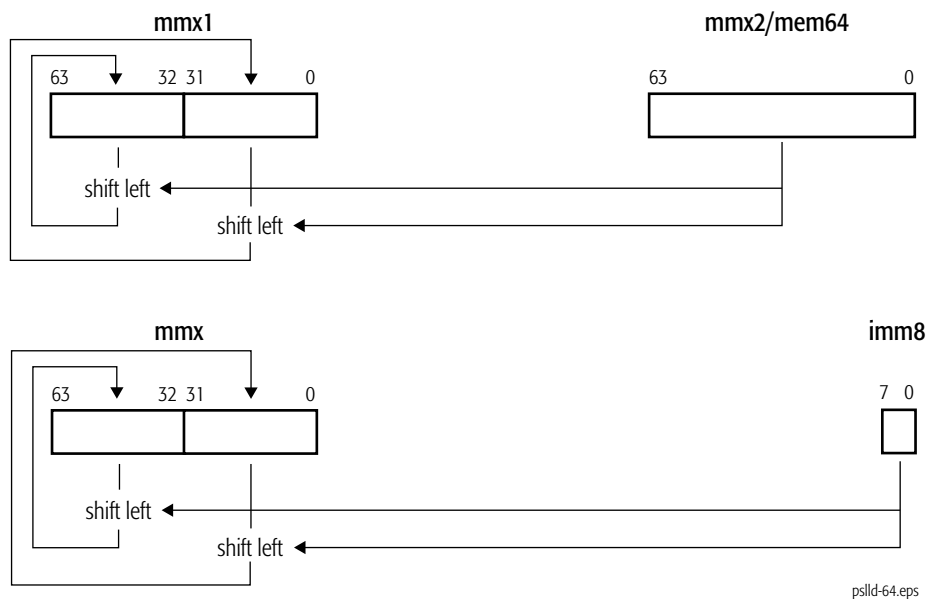 mmx1 mmx2/mem64
63 32 31 0 63 0
shift left
shift left
mmx imm8
63 32 31 0 7 0
shift left
shift left
pslld-64.eps